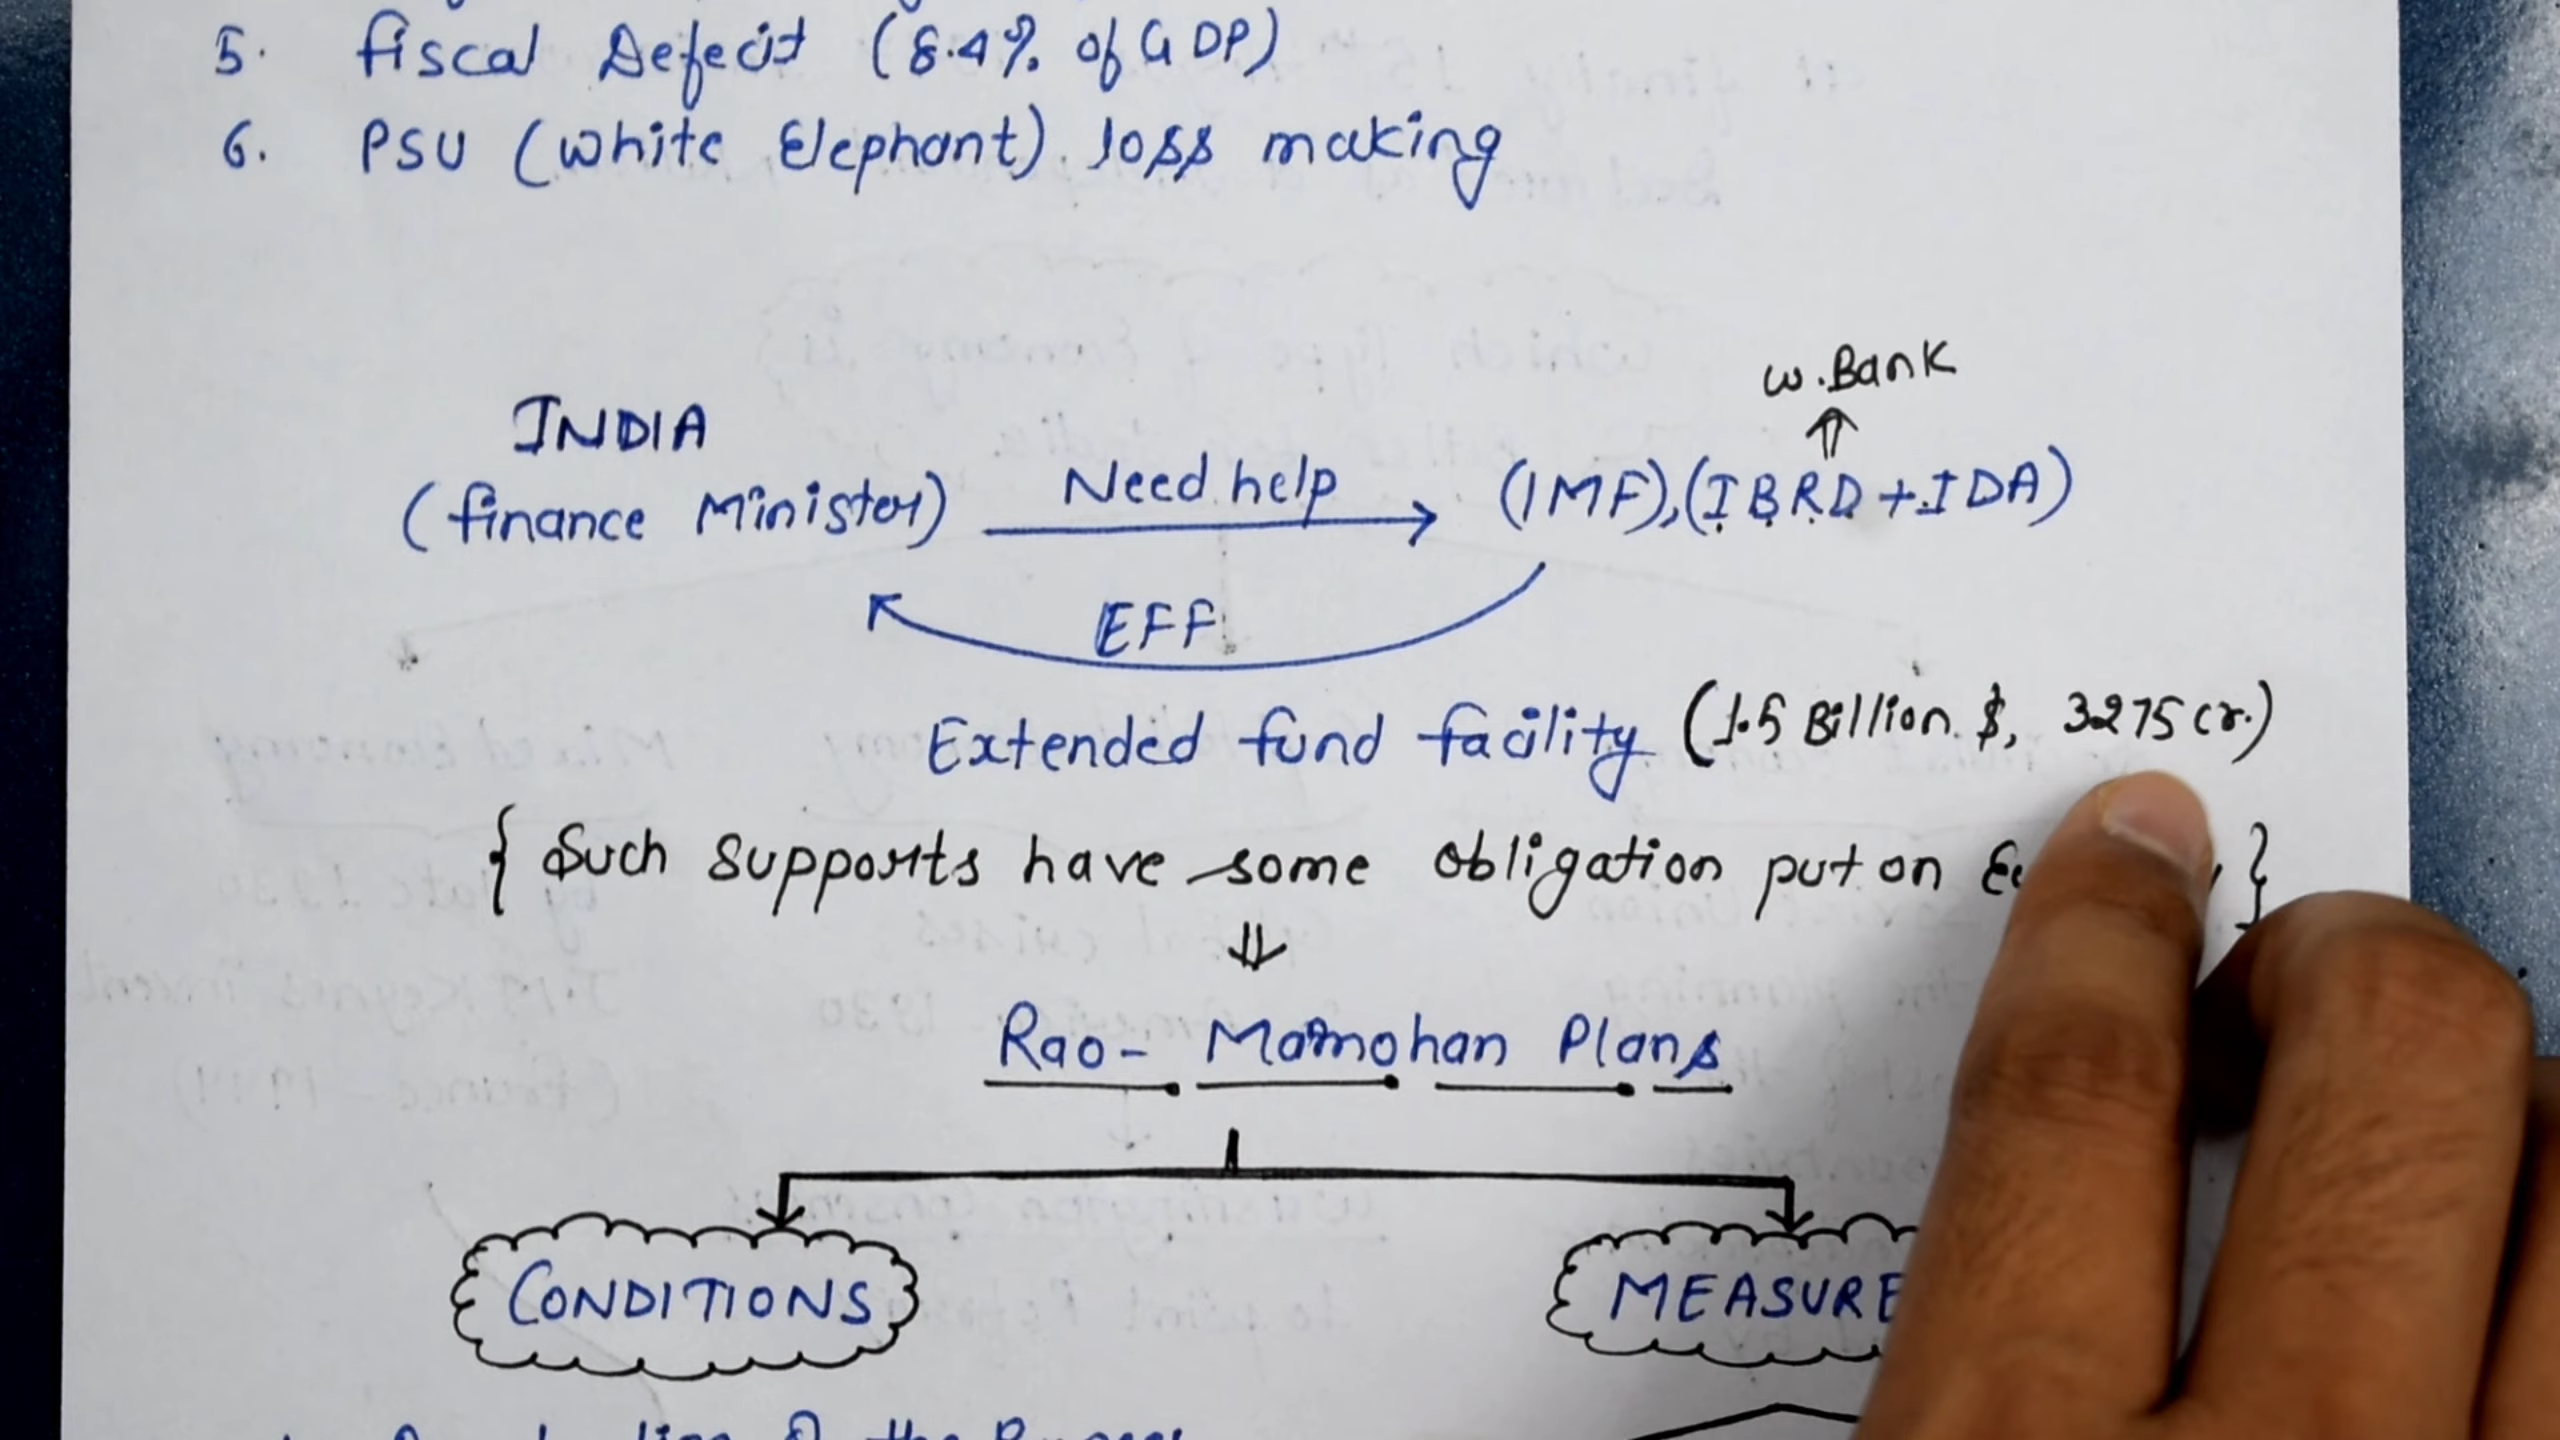 5. fiscal Defecit (8.4% of GDP)
6. PSU (White Elephant) loss making
W. Bank
INDIA
(finance Minister) Need help (IMF), (IBRD + IDA)
EFF
Extended fund facility (1.5 Billion $, 3275 cr.)
{ Such supports have some obligation put on }
Rao - Manmohan Plans
CONDITIONS MEASURE